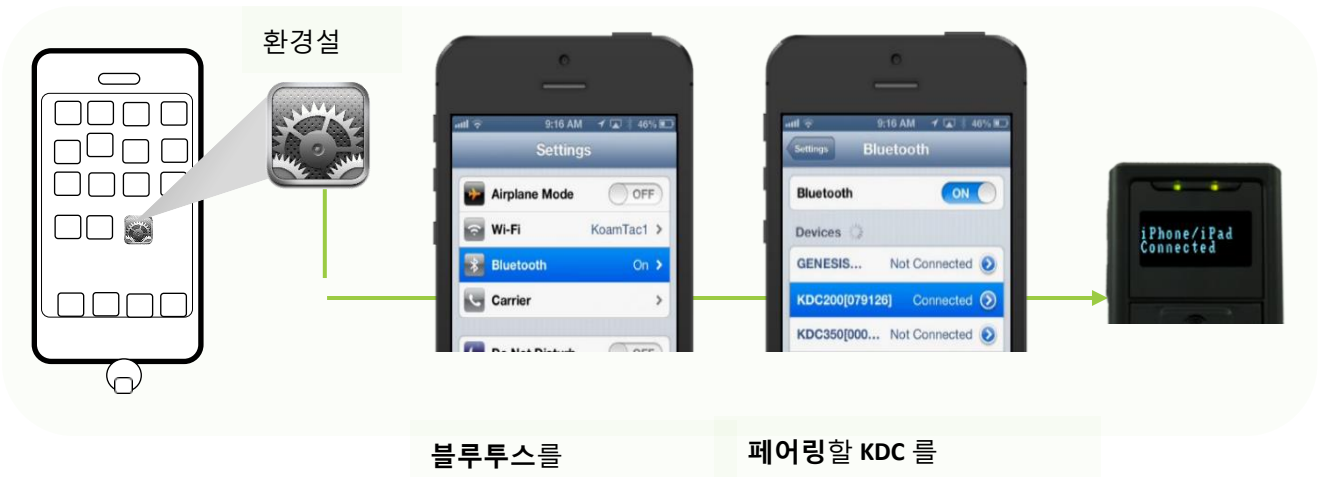 환경설
9:16 AM 46%
Settings
Airplane Mode OFF
Wi-Fi KoamTac1
Bluetooth On
Carrier
9:16 AM 46%
Settings Bluetooth
Bluetooth ON
Devices
GENESIS... Not Connected
KDC200[079126] Connected
KDC350[000... Not Connected
iPhone/iPad
Connected
블루투스를
페어링할 KDC 를